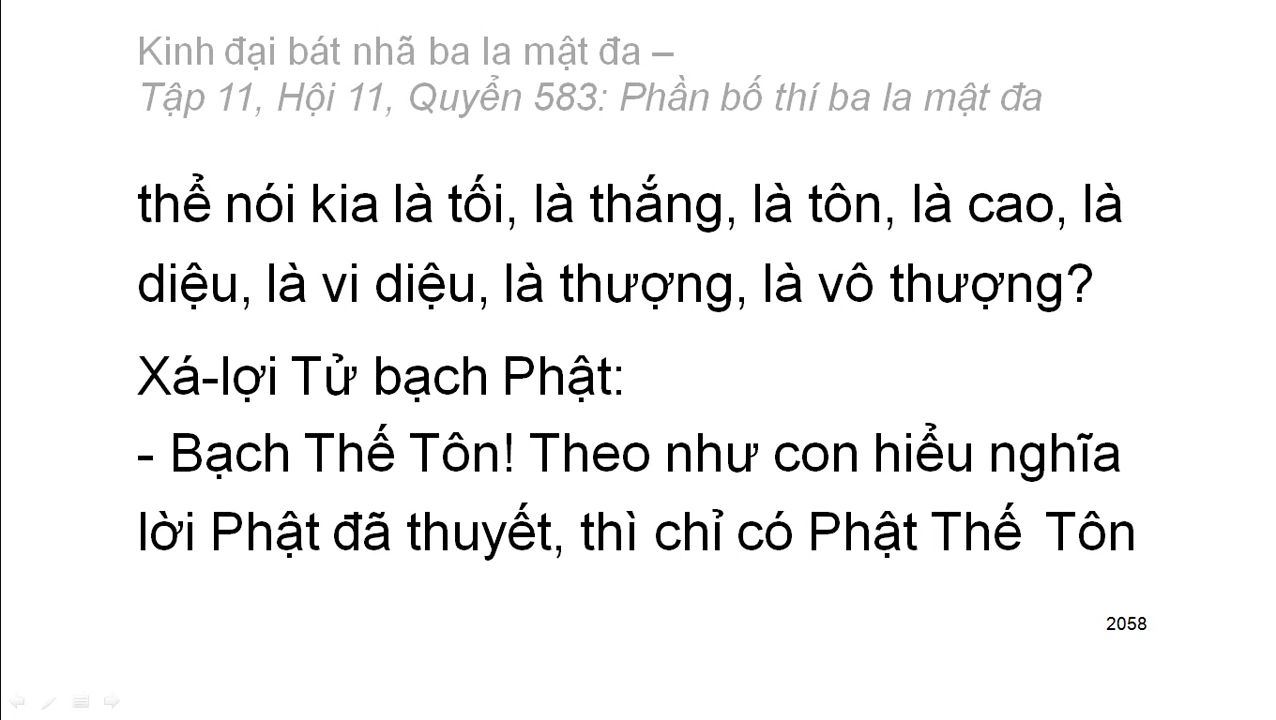 Kinh đại bát nhã ba la mật đa –
Tập 11, Hội 11, Quyển 583: Phần bố thí ba la mật đa
thể nói kia là tối, là thắng, là tôn, là cao, là
diệu, là vi diệu, là thượng, là vô thượng?
Xá-lợi Tử bạch Phật:
- Bạch Thế Tôn! Theo như con hiểu nghĩa
lời Phật đã thuyết, thì chỉ có Phật Thế Tôn
2058